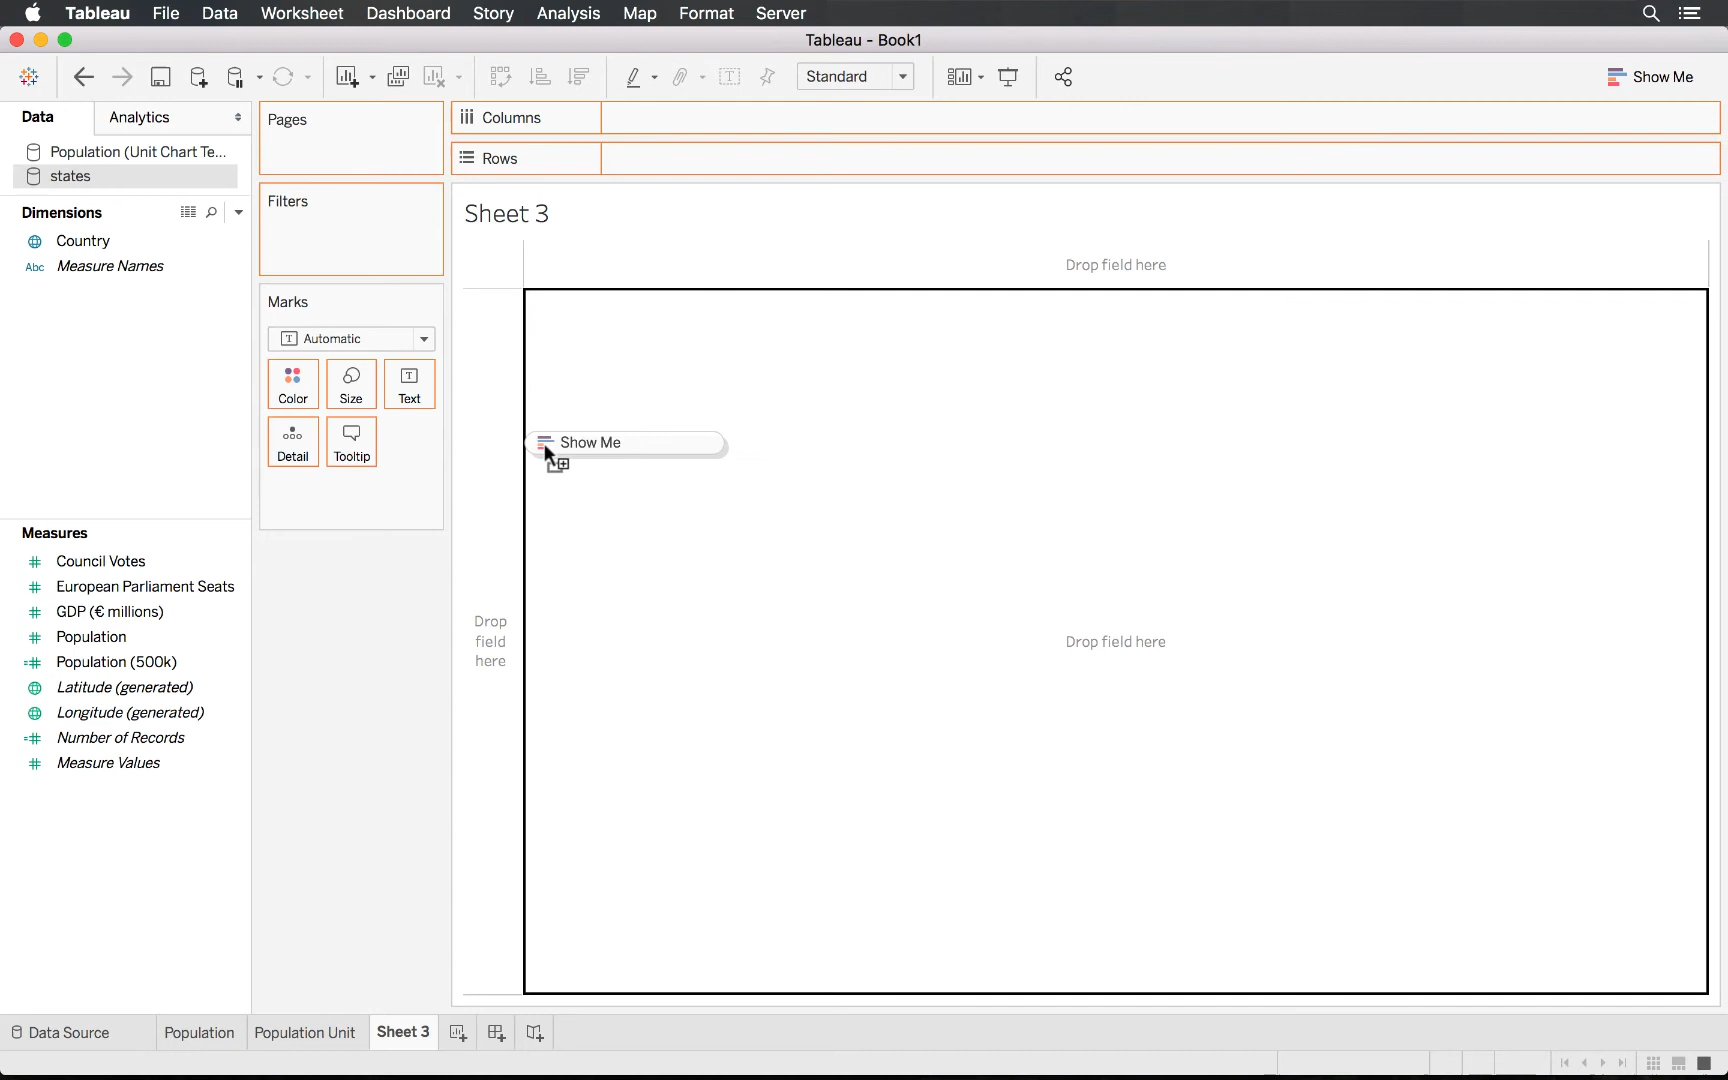 Tableau File Data Worksheet Dashboard Story Analysis Map Format Server
Tableau - Book1
Standard
Show Me
Data
Analytics
Population (Unit Chart Te...
states
Dimensions
Country
Abc Measure Names
Measures
Council Votes
European Parliament Seats
GDP (€ millions)
Population
Population (500k)
Latitude (generated)
Longitude (generated)
Number of Records
Measure Values
Pages
Filters
Marks
T Automatic
Color
Size
T Text
Detail
Tooltip
Columns
Rows
Sheet 3
Drop field here
Show Me
Drop
field
here
Drop field here
Data Source
Population
Population Unit
Sheet 3